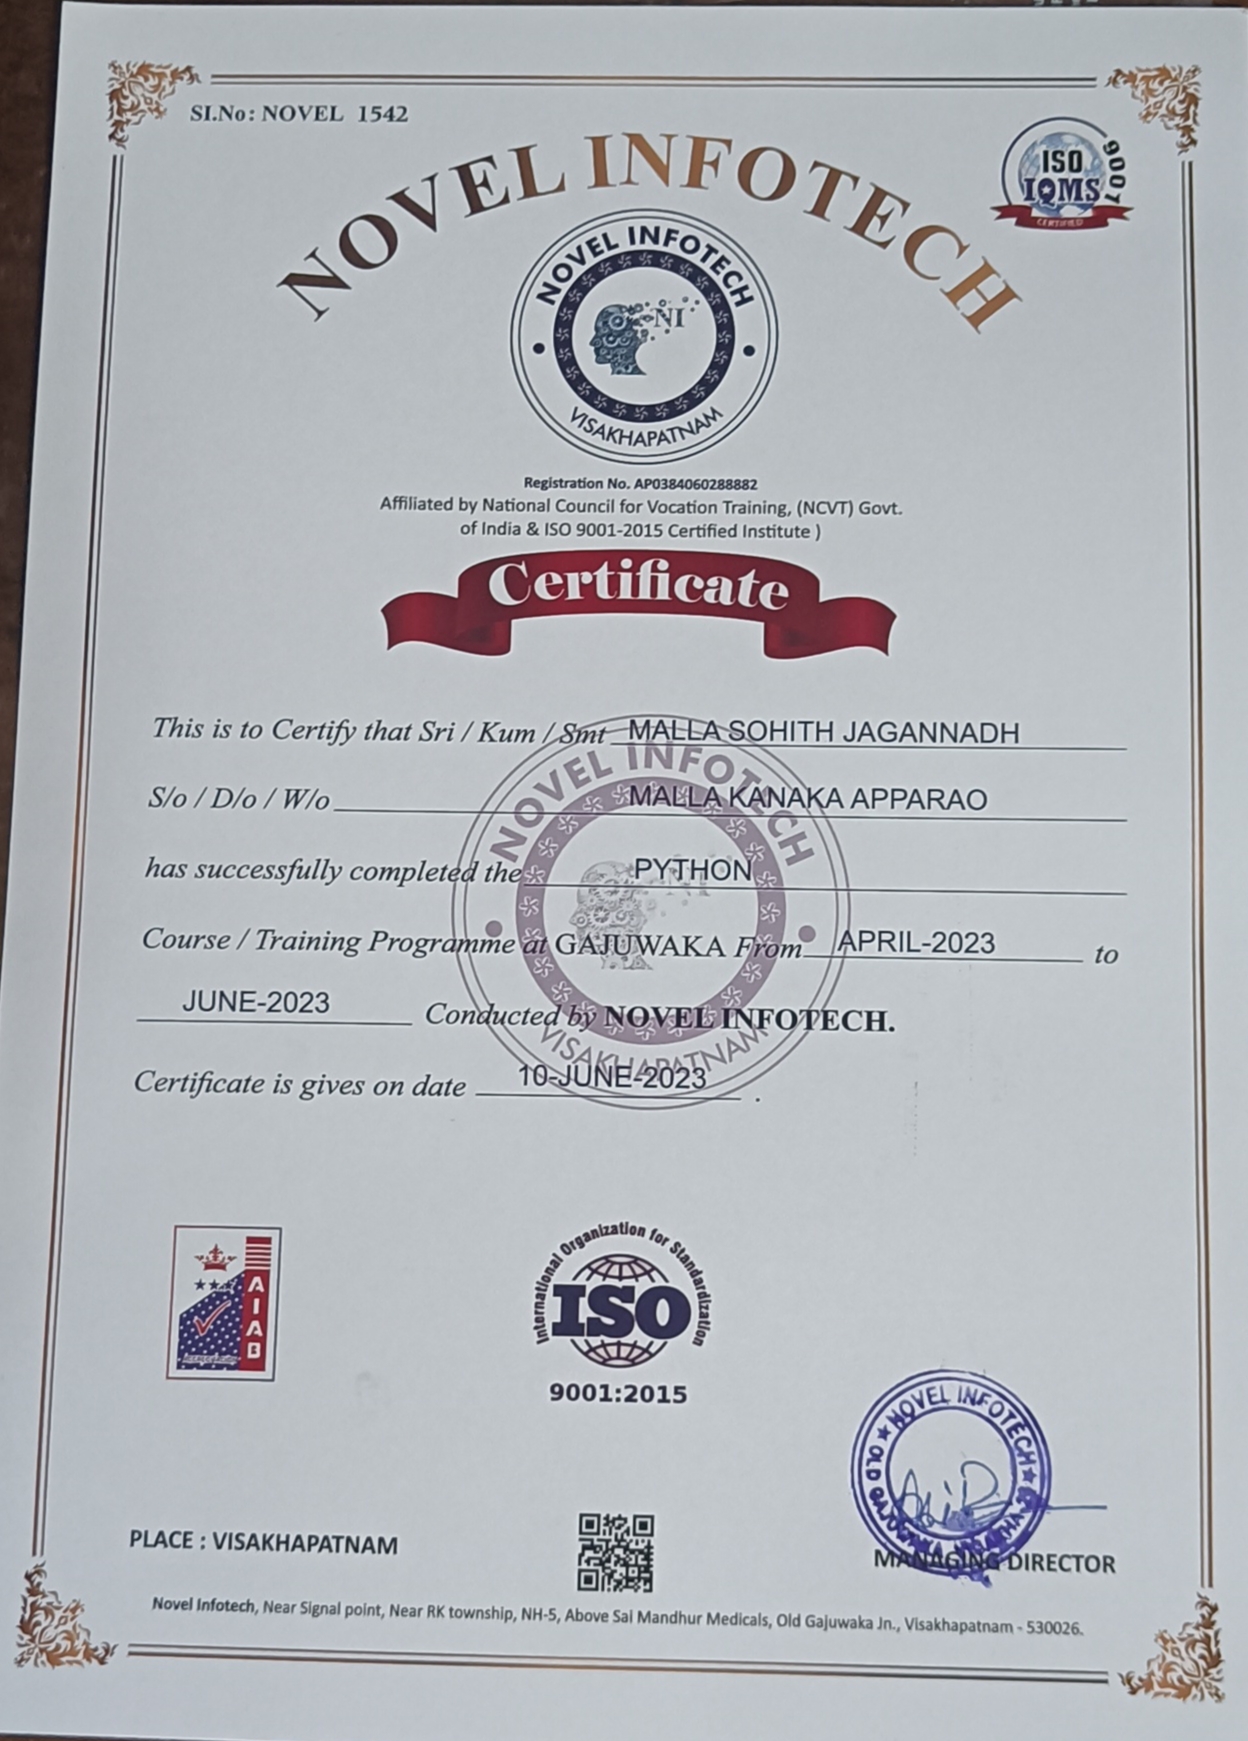 SI.No: NOVEL 1542
NOVEL INFOTECH
ISO 9001
IQMS
CERTIFIED
NOVEL INFOTECH
NI
VISAKHAPATNAM
Registration No. AP0384060288882
Affiliated by National Council for Vocation Training, (NCVT) Govt.
of India & ISO 9001-2015 Certified Institute )
Certificate
This is to Certify that Sri / Kum / Smt MALLA SOHITH JAGANNADH
S/o / D/o / W/o MALLA KANAKA APPARAO
has successfully completed the PYTHON
Course / Training Programme at GAJUWAKA From APRIL-2023 to
JUNE-2023 Conducted by NOVEL INFOTECH.
Certificate is gives on date 10-JUNE-2023 .
NOVEL INFOTECH
NI
VISAKHAPATNAM
AIAB
International Organization for Standardization
ISO
9001:2015
NOVEL INFOTECH
OLD GAJUWAKA
PLACE : VISAKHAPATNAM
MANAGING DIRECTOR
Novel Infotech, Near Signal point, Near RK township, NH-5, Above Sai Mandhur Medicals, Old Gajuwaka Jn., Visakhapatnam - 530026.